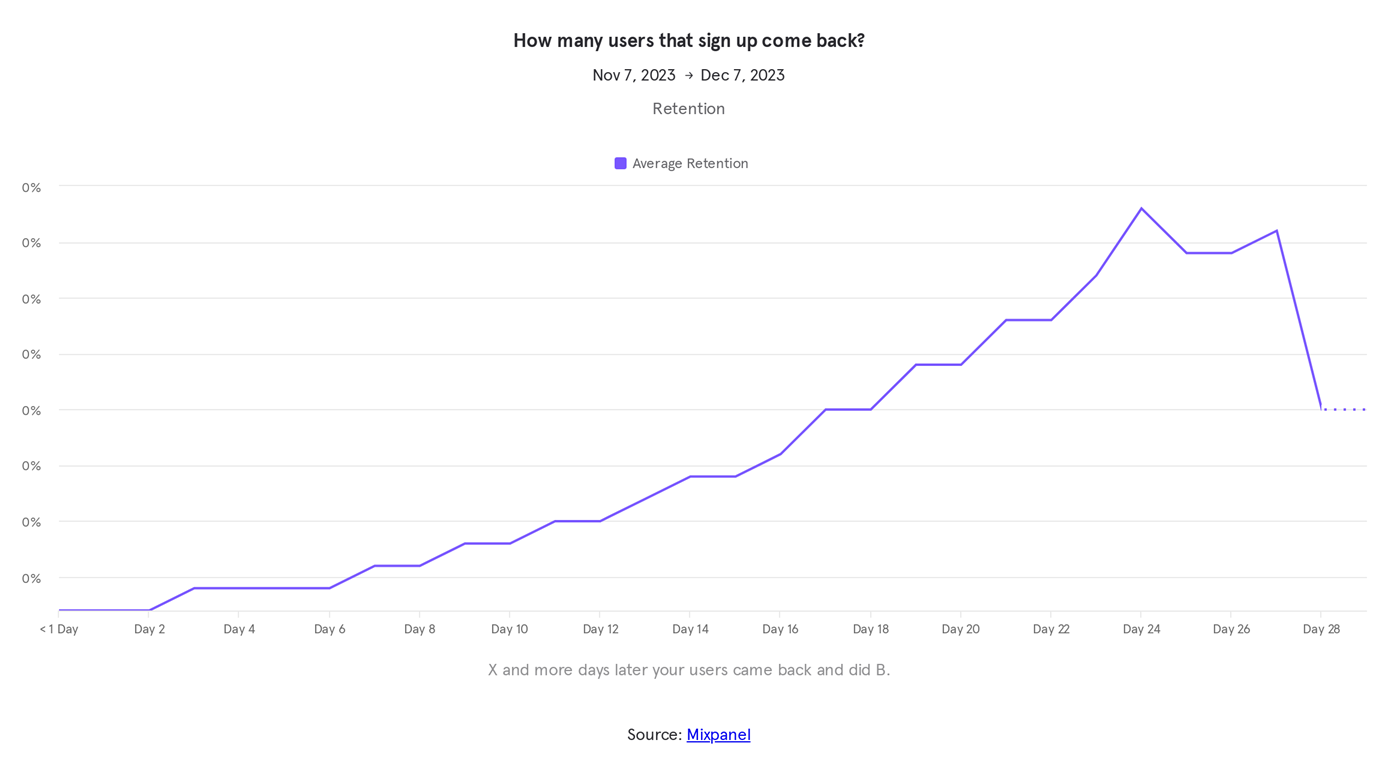 How many users that sign up come back?
Nov 7, 2023 → Dec 7, 2023
Retention
Average Retention
0%
0%
0%
0%
0%
0%
0%
0%
< 1 Day Day 2 Day 4 Day 6 Day 8 Day 10 Day 12 Day 14 Day 16 Day 18 Day 20 Day 22 Day 24 Day 26 Day 28
X and more days later your users came back and did B.
Source: Mixpanel